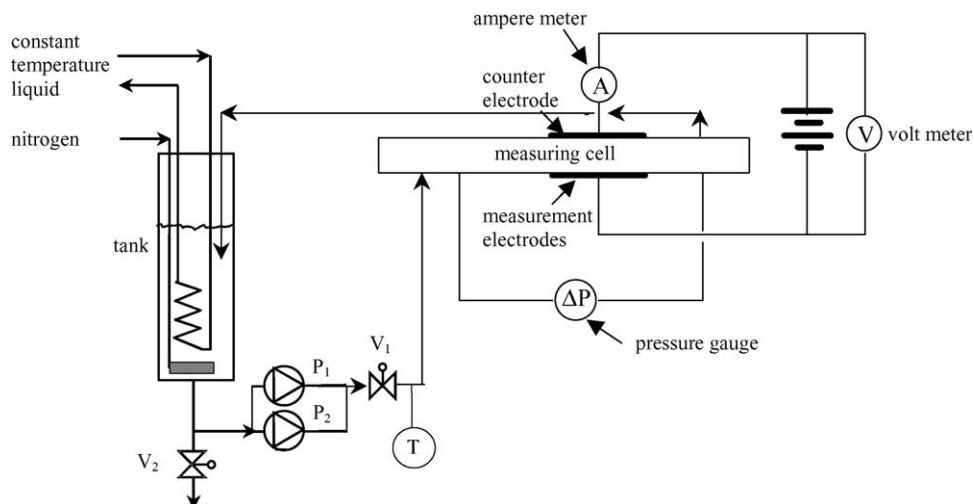 ampere meter
constant
temperature
liquid
counter
electrode
A
nitrogen
measuring cell
V
volt meter
measurement
electrodes
tank
ΔP
pressure gauge
V1
P1
P2
T
V2